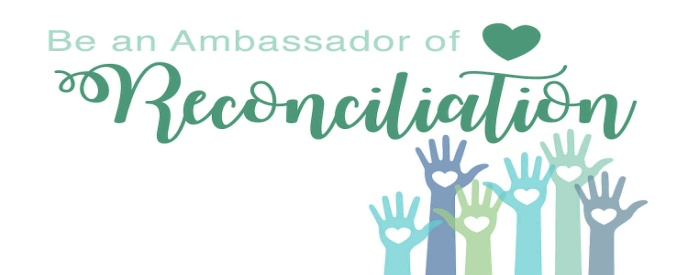 Be an Ambassador of
Reconciliation